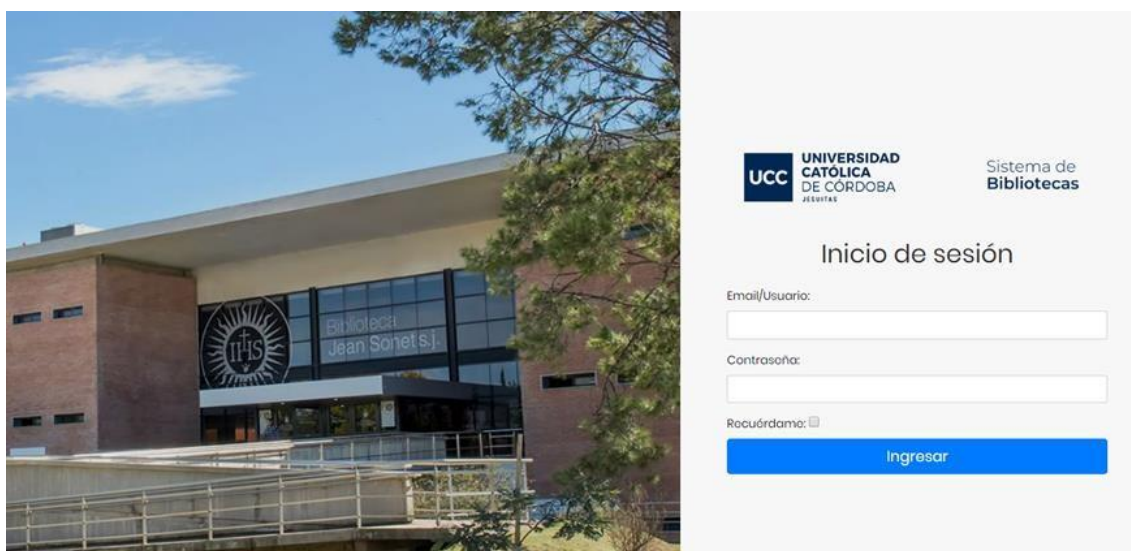 IHS
Biblioteca
Jean Sonet s.j.
UCC
UNIVERSIDAD
CATÓLICA
DE CÓRDOBA
JESUITAS
Sistema de
Bibliotecas
Inicio de sesión
Email/Usuario:
Contraseña:
Recuérdame:
Ingresar